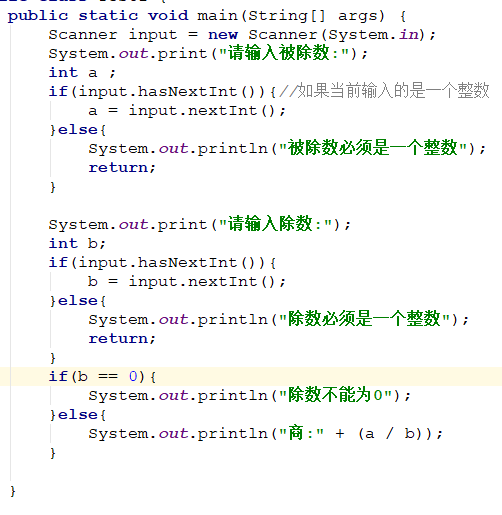 public static void main(String[] args) {
Scanner input = new Scanner(System.in);
System.out.print("请输入被除数:");
int a ;
if(input.hasNextInt()){//如果当前输入的是一个整数
a = input.nextInt();
}else{
System.out.println("被除数必须是一个整数");
return;
}
System.out.print("请输入除数:");
int b;
if(input.hasNextInt()){
b = input.nextInt();
}else{
System.out.println("除数必须是一个整数");
return;
}
if(b == 0){
System.out.println("除数不能为0");
}else{
System.out.println("商:" + (a / b));
}
}